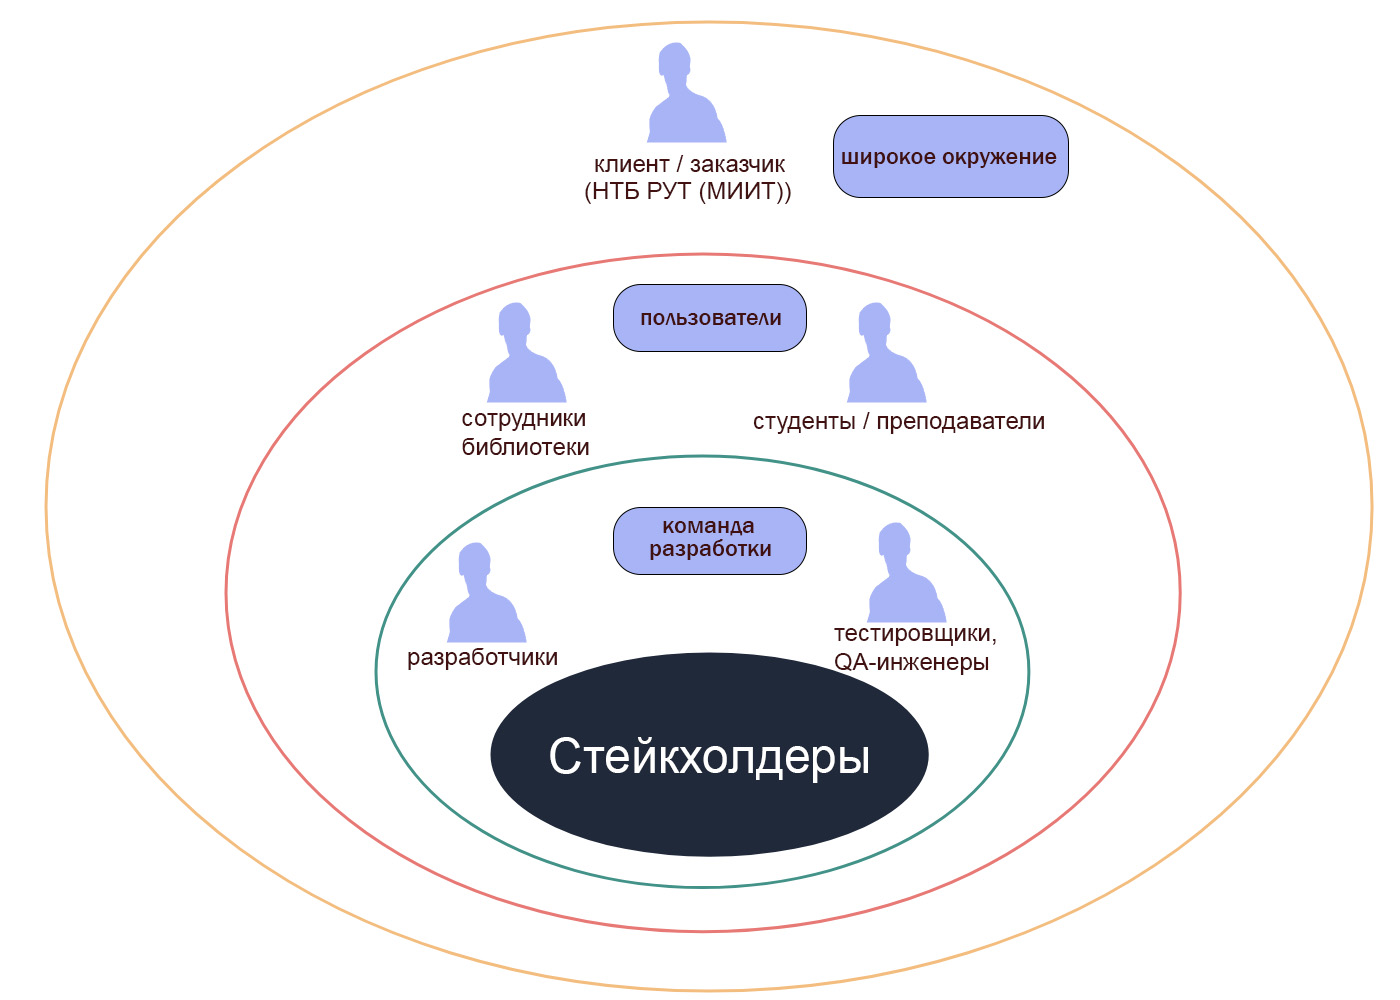 клиент / заказчик
(НТБ РУТ (МИИТ))
широкое окружение
пользователи
сотрудники
библиотеки
студенты / преподаватели
команда
разработки
разработчики
тестировщики,
QA-инженеры
Стейкхолдеры